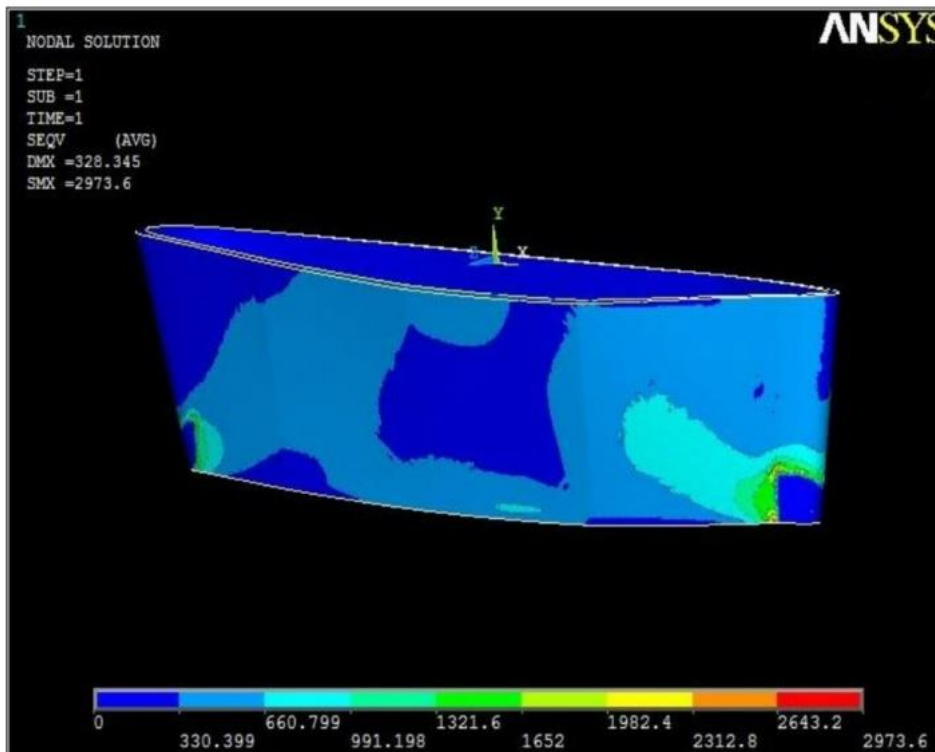 1
NODAL SOLUTION
ANSYS
STEP=1
SUB =1
TIME=1
SEQV (AVG)
DMX =328.345
SMX =2973.6
Y
Z X
0 660.799 1321.6 1982.4 2643.2
330.399 991.198 1652 2312.8 2973.6